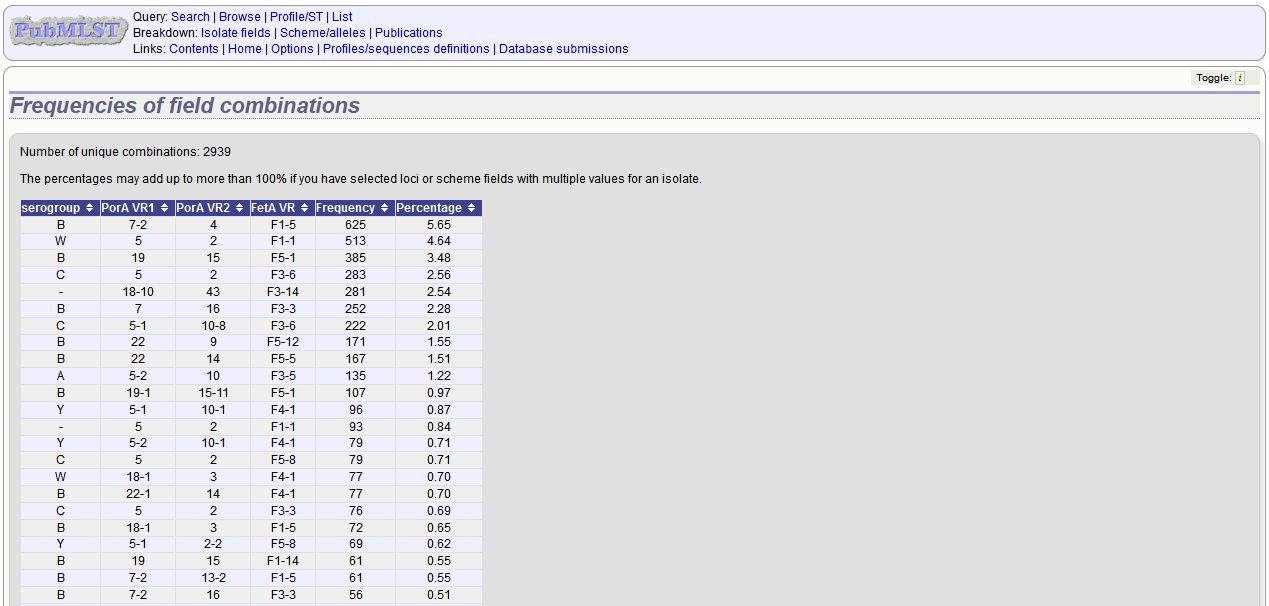 PubMLST
Query: Search | Browse | Profile/ST | List
Breakdown: Isolate fields | Scheme/alleles | Publications
Links: Contents | Home | Options | Profiles/sequences definitions | Database submissions
Toggle: i
Frequencies of field combinations
Number of unique combinations: 2939
The percentages may add up to more than 100% if you have selected loci or scheme fields with multiple values for an isolate.
serogroup PorA VR1 PorA VR2 FetA VR Frequency Percentage
B 7-2 4 F1-5 625 5.65
W 5 2 F1-1 513 4.64
B 19 15 F5-1 385 3.48
C 5 2 F3-6 283 2.56
- 18-10 43 F3-14 281 2.54
B 7 16 F3-3 252 2.28
C 5-1 10-8 F3-6 222 2.01
B 22 9 F5-12 171 1.55
B 22 14 F5-5 167 1.51
A 5-2 10 F3-5 135 1.22
B 19-1 15-11 F5-1 107 0.97
Y 5-1 10-1 F4-1 96 0.87
- 5 2 F1-1 93 0.84
Y 5-2 10-1 F4-1 79 0.71
C 5 2 F5-8 79 0.71
W 18-1 3 F4-1 77 0.70
B 22-1 14 F4-1 77 0.70
C 5 2 F3-3 76 0.69
B 18-1 3 F1-5 72 0.65
Y 5-1 2-2 F5-8 69 0.62
B 19 15 F1-14 61 0.55
B 7-2 13-2 F1-5 61 0.55
B 7-2 16 F3-3 56 0.51